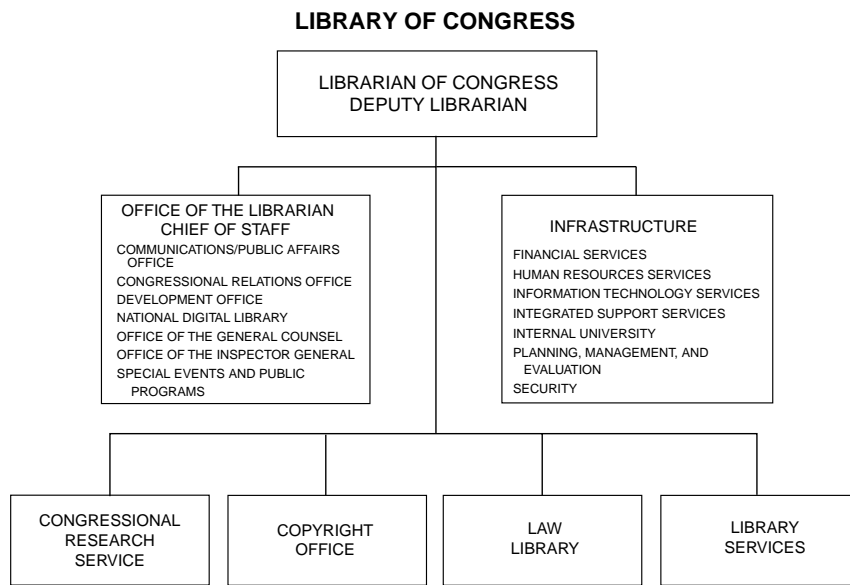 LIBRARY OF CONGRESS
LIBRARIAN OF CONGRESS
DEPUTY LIBRARIAN
OFFICE OF THE LIBRARIAN
CHIEF OF STAFF
COMMUNICATIONS/PUBLIC AFFAIRS
OFFICE
CONGRESSIONAL RELATIONS OFFICE
DEVELOPMENT OFFICE
NATIONAL DIGITAL LIBRARY
OFFICE OF THE GENERAL COUNSEL
OFFICE OF THE INSPECTOR GENERAL
SPECIAL EVENTS AND PUBLIC
PROGRAMS
INFRASTRUCTURE
FINANCIAL SERVICES
HUMAN RESOURCES SERVICES
INFORMATION TECHNOLOGY SERVICES
INTEGRATED SUPPORT SERVICES
INTERNAL UNIVERSITY
PLANNING, MANAGEMENT, AND
EVALUATION
SECURITY
CONGRESSIONAL
RESEARCH
SERVICE
COPYRIGHT
OFFICE
LAW
LIBRARY
LIBRARY
SERVICES